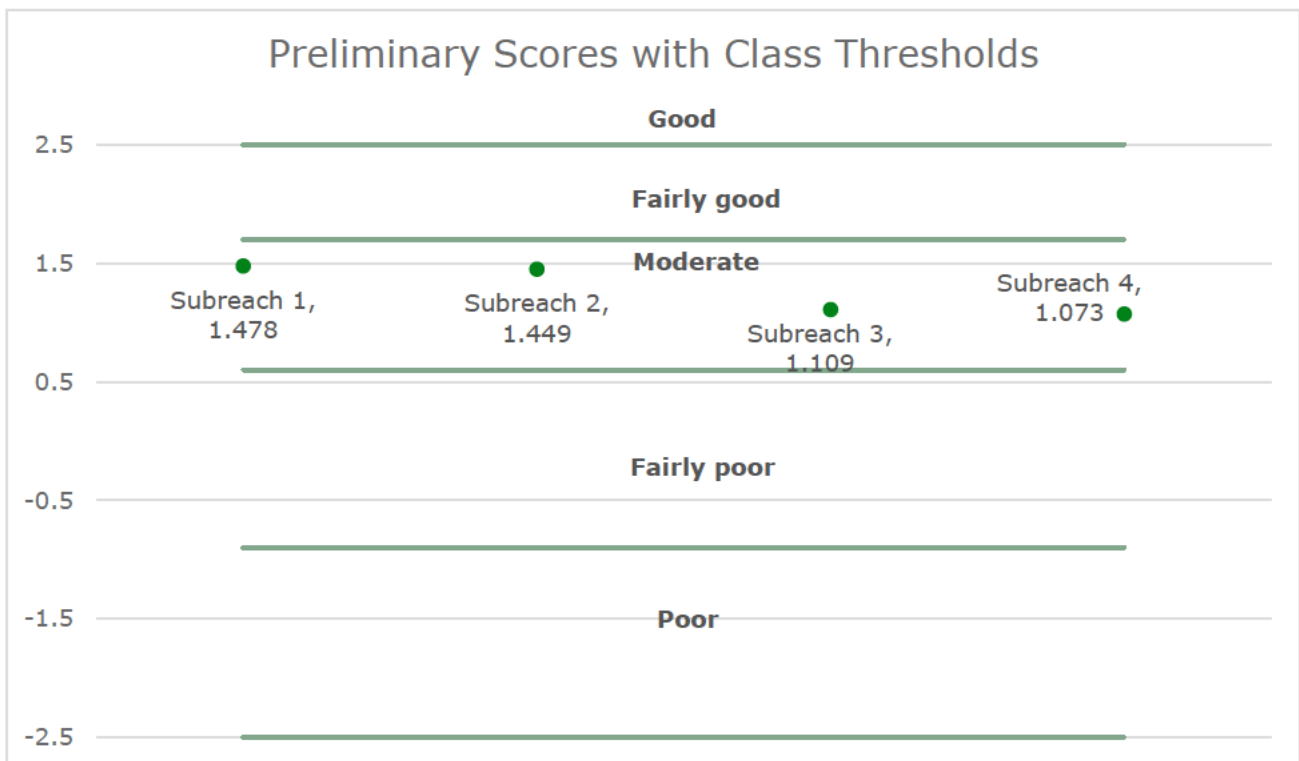 Preliminary Scores with Class Thresholds
Good
2.5
Fairly good
1.5
Moderate
Subreach 1,
1.478
Subreach 2,
1.449
Subreach 3,
1.109
Subreach 4,
1.073
0.5
Fairly poor
-0.5
-1.5
Poor
-2.5